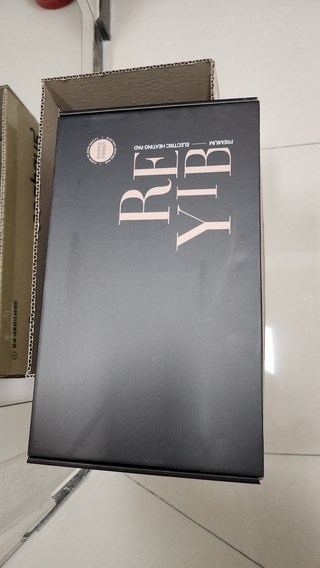 RE
YIB
PREMIUM
ELECTRIC HEATING PAD